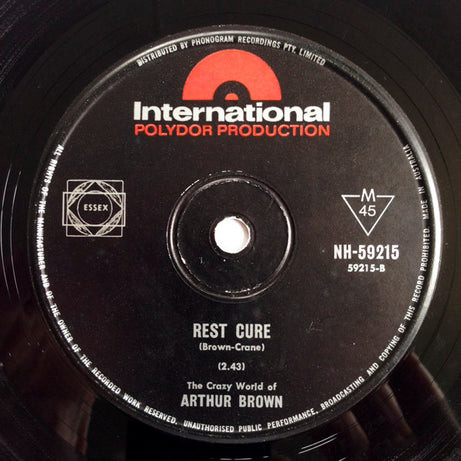 DISTRIBUTED BY PHONOGRAM RECORDINGS PTY. LIMITED
International
POLYDOR PRODUCTION
ESSEX
M
45
NH-59215
59215-B
REST CURE
(Brown-Crane)
(2.43)
The Crazy World of
ARTHUR BROWN
ALL RIGHTS OF THE MANUFACTURER AND OF THE OWNER OF THE RECORDED WORK RESERVED. UNAUTHORISED PUBLIC PERFORMANCE, BROADCASTING AND COPYING OF THIS RECORD PROHIBITED. MADE IN AUSTRALIA